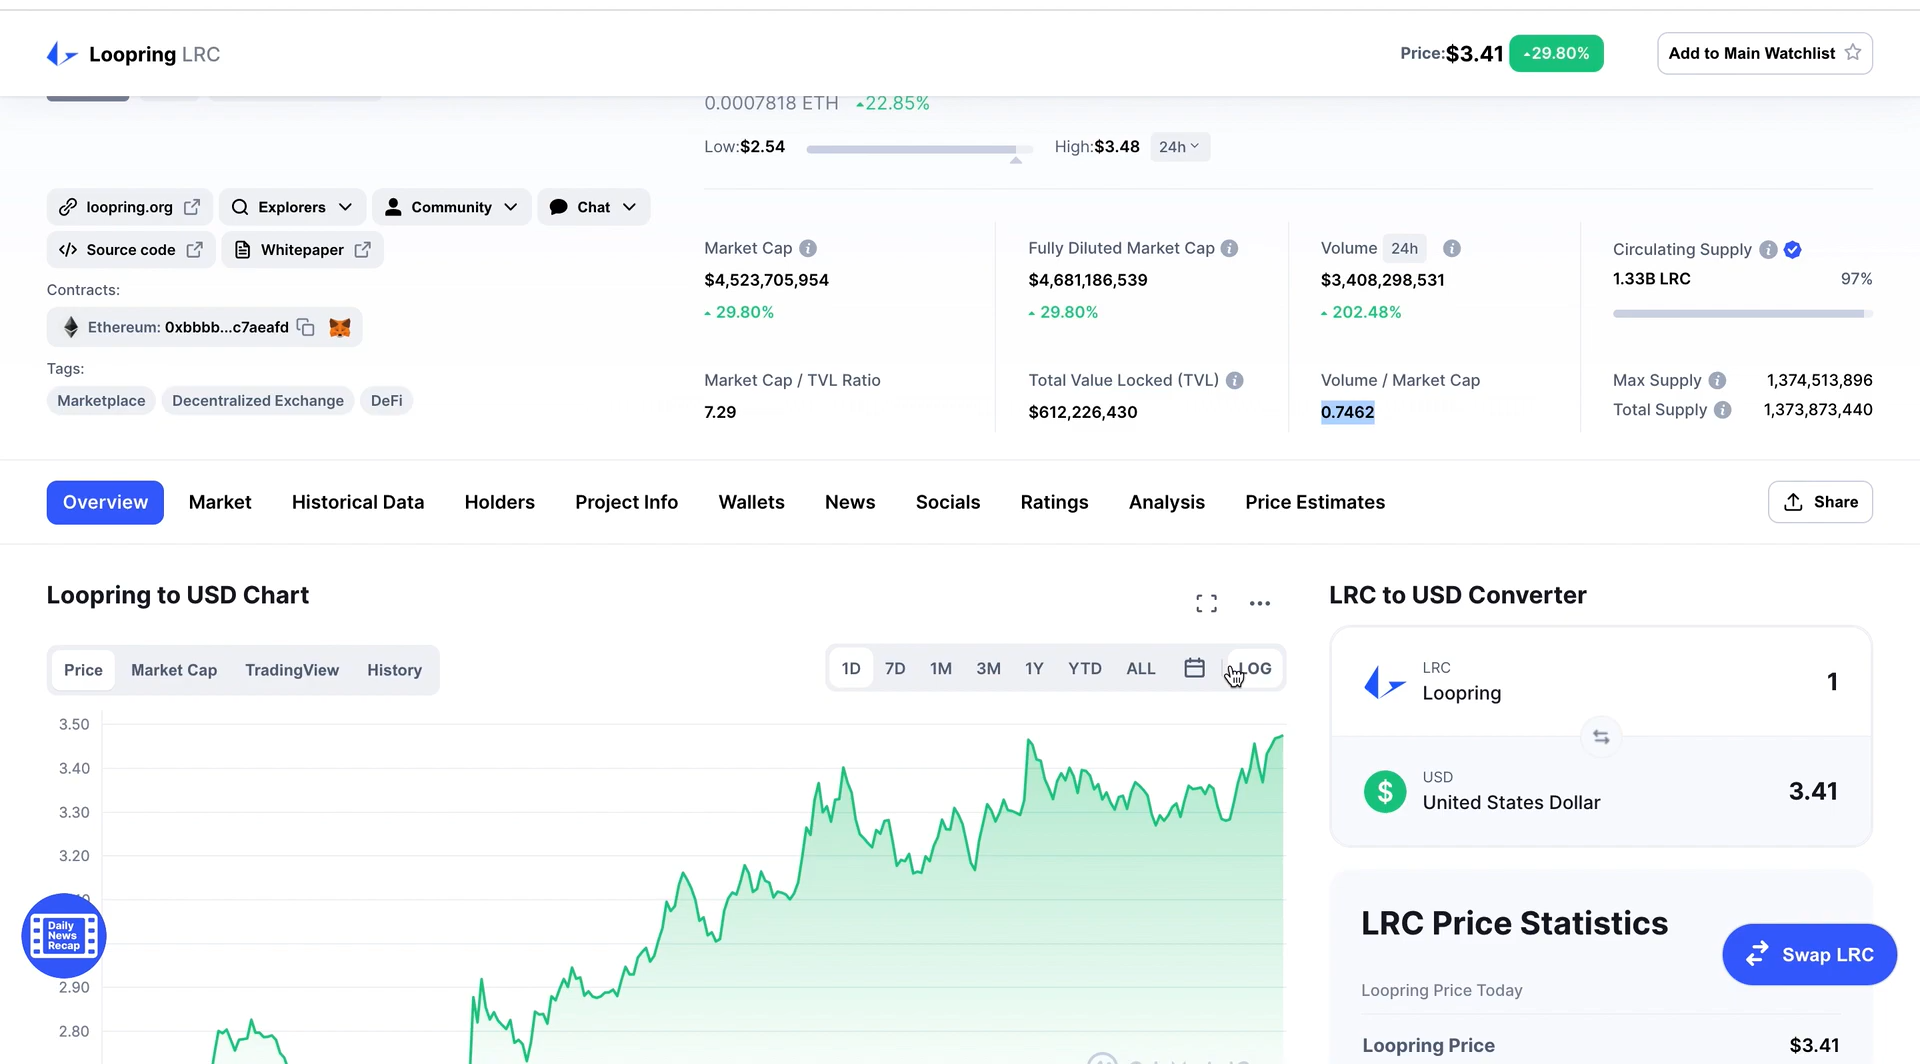 Loopring LRC
Price:$3.41 29.80%
Add to Main Watchlist
0.0007818 ETH 22.85%
Low:$2.54 High:$3.48 24h
loopring.org Explorers Community Chat
Source code Whitepaper
Contracts:
Ethereum: 0xbbbb...c7aeafd
Tags:
Marketplace Decentralized Exchange DeFi
Market Cap
$4,523,705,954
29.80%
Fully Diluted Market Cap
$4,681,186,539
29.80%
Volume 24h
$3,408,298,531
202.48%
Circulating Supply
1.33B LRC 97%
Market Cap / TVL Ratio
7.29
Total Value Locked (TVL)
$612,226,430
Volume / Market Cap
0.7462
Max Supply 1,374,513,896
Total Supply 1,373,873,440
Overview Market Historical Data Holders Project Info Wallets News Socials Ratings Analysis Price Estimates Share
Loopring to USD Chart
Price Market Cap TradingView History
1D 7D 1M 3M 1Y YTD ALL LOG
3.50
3.40
3.30
3.20
2.90
2.80
Daily
News
Recap
LRC to USD Converter
LRC
Loopring
1
USD
United States Dollar
3.41
LRC Price Statistics
Swap LRC
Loopring Price Today
Loopring Price $3.41